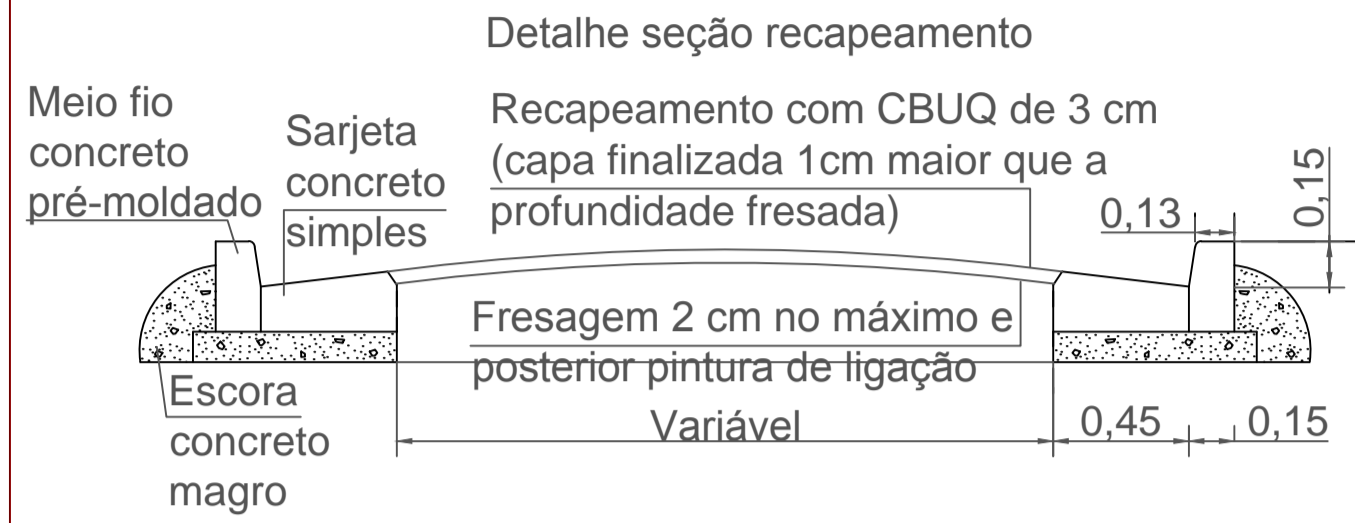 Detalhe seção recapeamento
Meio fio
concreto
pré-moldado
Sarjeta
concreto
simples
Recapeamento com CBUQ de 3 cm
(capa finalizada 1cm maior que a
profundidade fresada)
0,13
0,15
Fresagem 2 cm no máximo e
posterior pintura de ligação
Escora
concreto
magro
Variável
0,45
0,15